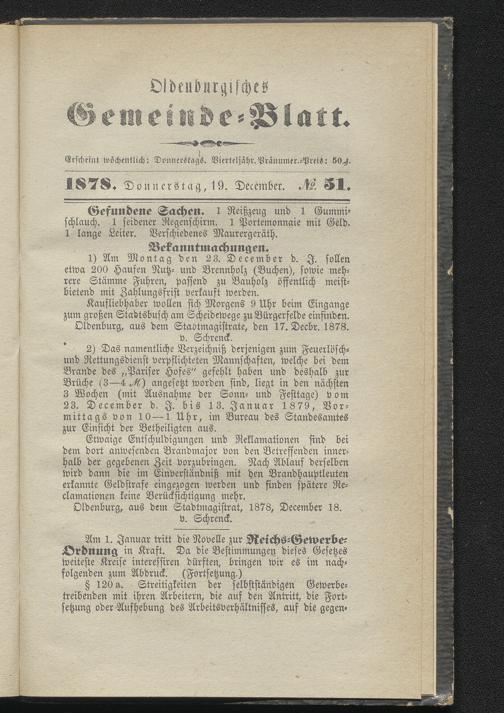 Oldenburgisches
Gemeinde-Blatt.
Erscheint wöchentlich: Donnerstags. Vierteljähr. Pränumer.-Preis: 50 ₰.
1878. Donnerstag, 19. December. № 51.
Gefundene Sachen. 1 Reißzeug und 1 Gummi-
schlauch. 1 seidener Regenschirm. 1 Portemonnaie mit Geld.
1 lange Leiter. Verschiedenes Maurergeräth.
Bekanntmachungen.
1) Am Montag den 23. December d. J. sollen
etwa 200 Haufen Nutz- und Brennholz (Buchen), sowie meh-
rere Stämme Fuhren, passend zu Bauholz öffentlich meist-
bietend mit Zahlungsfrist verkauft werden.
Kaufliebhaber wollen sich Morgens 9 Uhr beim Eingange
zum großen Stadtbusch am Scheidewege zu Bürgerfelde einfinden.
Oldenburg, aus dem Stadtmagistrate, den 17. Decbr. 1878.
v. Schrenck.
2) Das namentliche Verzeichniß derjenigen zum Feuerlösch-
und Rettungsdienst verpflichteten Mannschaften, welche bei dem
Brande des „Pariser Hofes“ gefehlt haben und deshalb zur
Brüche (3—4 ℳ) angesetzt worden sind, liegt in den nächsten
3 Wochen (mit Ausnahme der Sonn- und Festtage) vom
23. December d. J. bis 13. Januar 1879, Vor-
mittags von 10—11 Uhr, im Bureau des Standesamtes
zur Einsicht der Betheiligten aus.
Etwaige Entschuldigungen und Reklamationen sind bei
dem dort anwesenden Brandmajor von den Betreffenden inner-
halb der gegebenen Zeit vorzubringen. Nach Ablauf derselben
wird dann die im Einverständniß mit den Brandhauptleuten
erkannte Geldstrafe eingezogen werden und finden spätere Re-
clamationen keine Berücksichtigung mehr.
Oldenburg, aus dem Stadtmagistrat, 1878, December 18.
v. Schrenck.
Am 1. Januar tritt die Novelle zur Reichs-Gewerbe-
Ordnung in Kraft. Da die Bestimmungen dieses Gesetzes
weiteste Kreise interessiren dürften, bringen wir es im nach-
folgenden zum Abdruck. (Fortsetzung.)
§ 120a. Streitigkeiten der selbstständigen Gewerbe-
treibenden mit ihren Arbeitern, die auf den Antritt, die Fort-
setzung oder Aufhebung des Arbeitsverhältnisses, auf die gegen-